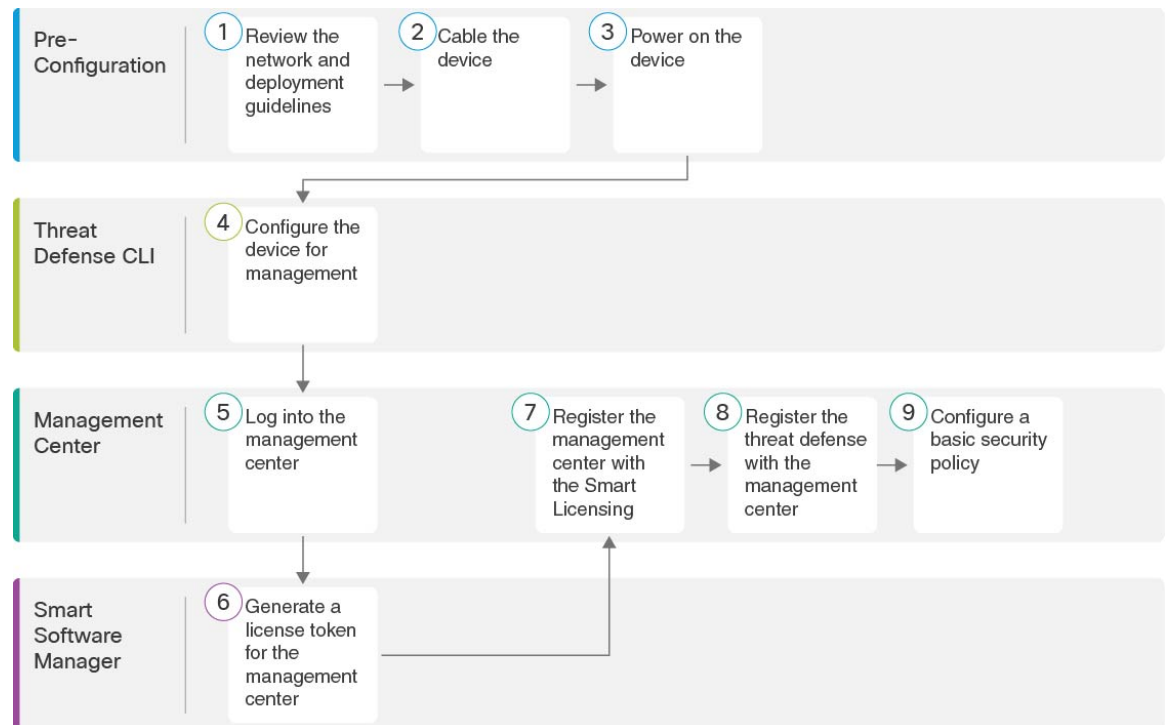 Pre-
Configuration
1
Review the
network and
deployment
guidelines
2
Cable the
device
3
Power on the
device
Threat
Defense CLI
4
Configure the
device for
management
Management
Center
5
Log into the
management
center
7
Register the
management
center with
the Smart
Licensing
8
Register the
threat defense
with the
management
center
9
Configure a
basic security
policy
Smart
Software
Manager
6
Generate a
license token
for the
management
center